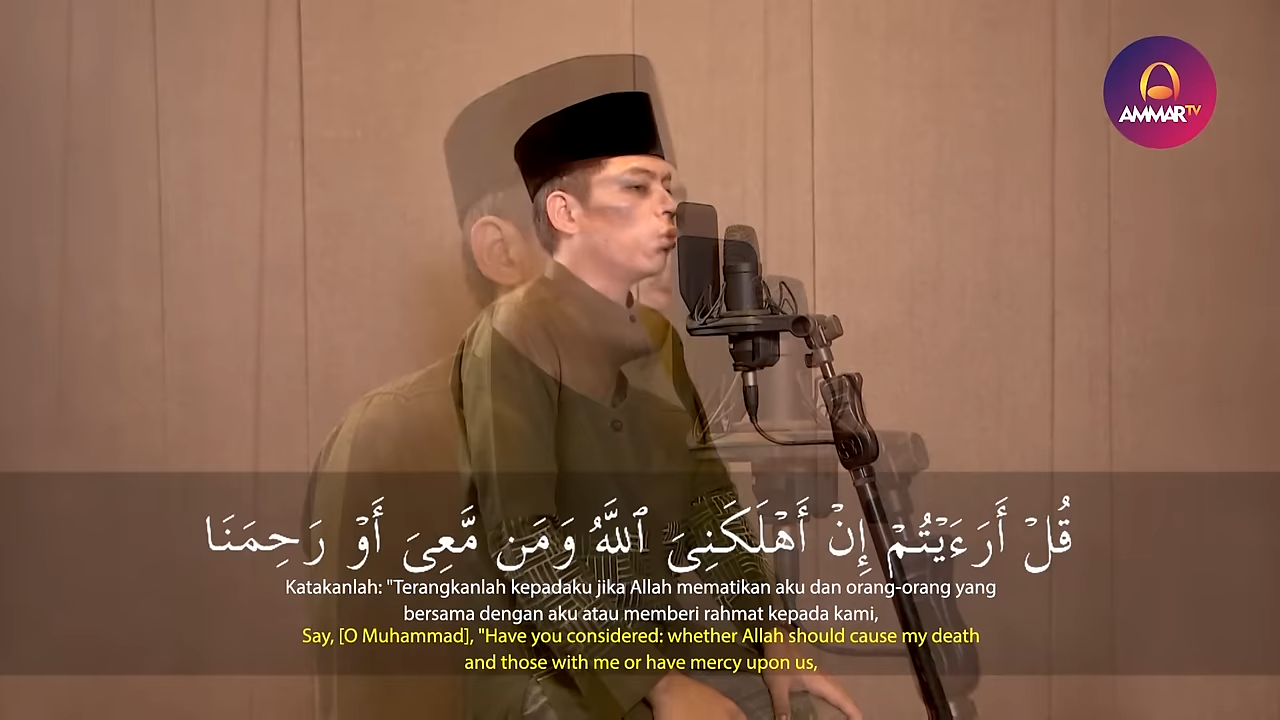 AMMARTV
قُلْ أَرَءَيْتُمْ إِنْ أَهْلَكَنِىَ ٱللَّهُ وَمَن مَّعِىَ أَوْ رَحِمَنَا
Katakanlah: "Terangkanlah kepadaku jika Allah mematikan aku dan orang-orang yang
bersama dengan aku atau memberi rahmat kepada kami,
Say, [O Muhammad], "Have you considered: whether Allah should cause my death
and those with me or have mercy upon us,